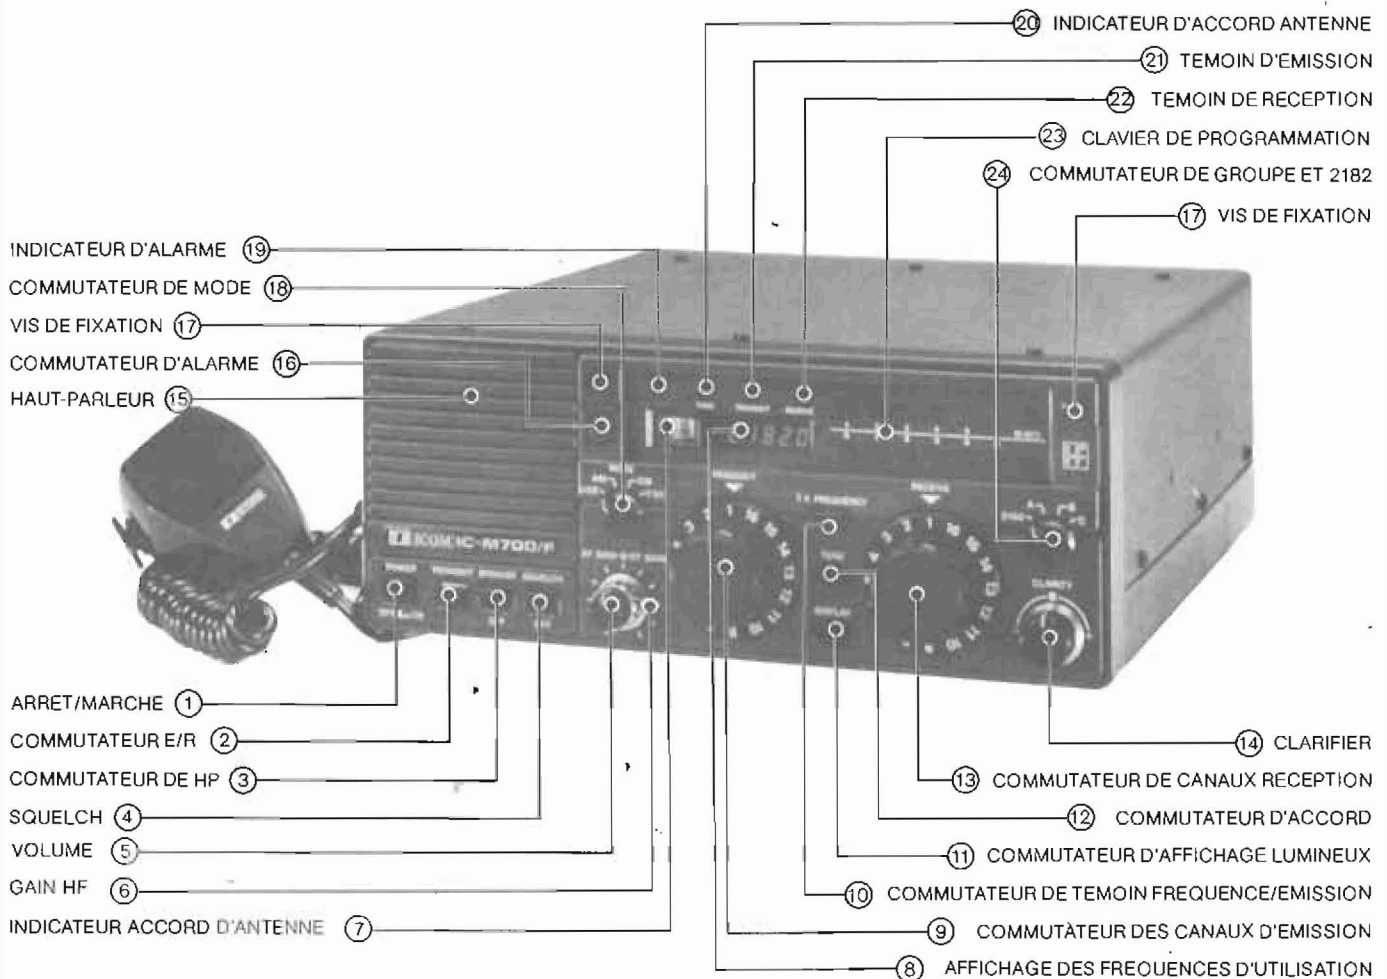 ⑳ INDICATEUR D'ACCORD ANTENNE
㉑ TEMOIN D'EMISSION
㉒ TEMOIN DE RECEPTION
㉓ CLAVIER DE PROGRAMMATION
㉔ COMMUTATEUR DE GROUPE ET 2182
⑰ VIS DE FIXATION
INDICATEUR D'ALARME ⑲
COMMUTATEUR DE MODE ⑱
VIS DE FIXATION ⑰
COMMUTATEUR D'ALARME ⑯
HAUT-PARLEUR ⑮
TRANSMIT
RECEIVE
ICOM IC-M700/F
POWER
CLARITY
DISPLAY
ARRET/MARCHE ①
COMMUTATEUR E/R ②
COMMUTATEUR DE HP ③
SQUELCH ④
VOLUME ⑤
GAIN HF ⑥
INDICATEUR ACCORD D'ANTENNE ⑦
⑭ CLARIFIER
⑬ COMMUTATEUR DE CANAUX RECEPTION
⑫ COMMUTATEUR D'ACCORD
⑪ COMMUTATEUR D'AFFICHAGE LUMINEUX
⑩ COMMUTATEUR DE TEMOIN FREQUENCE/EMISSION
⑨ COMMUTATEUR DES CANAUX D'EMISSION
⑧ AFFICHAGE DES FREQUENCES D'UTILISATION